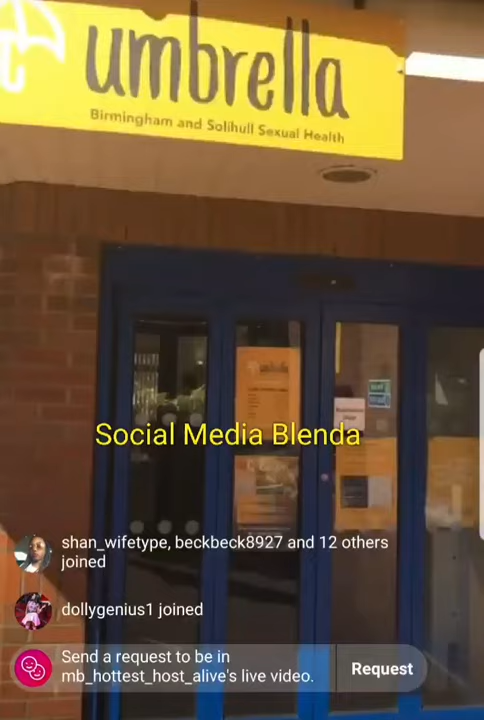 umbrella
Birmingham and Solihull Sexual Health
Social Media Blenda
shan_wifetype, beckbeck8927 and 12 others
joined
dollygenius1 joined
Send a request to be in
mb_hottest_host_alive's live video.
Request